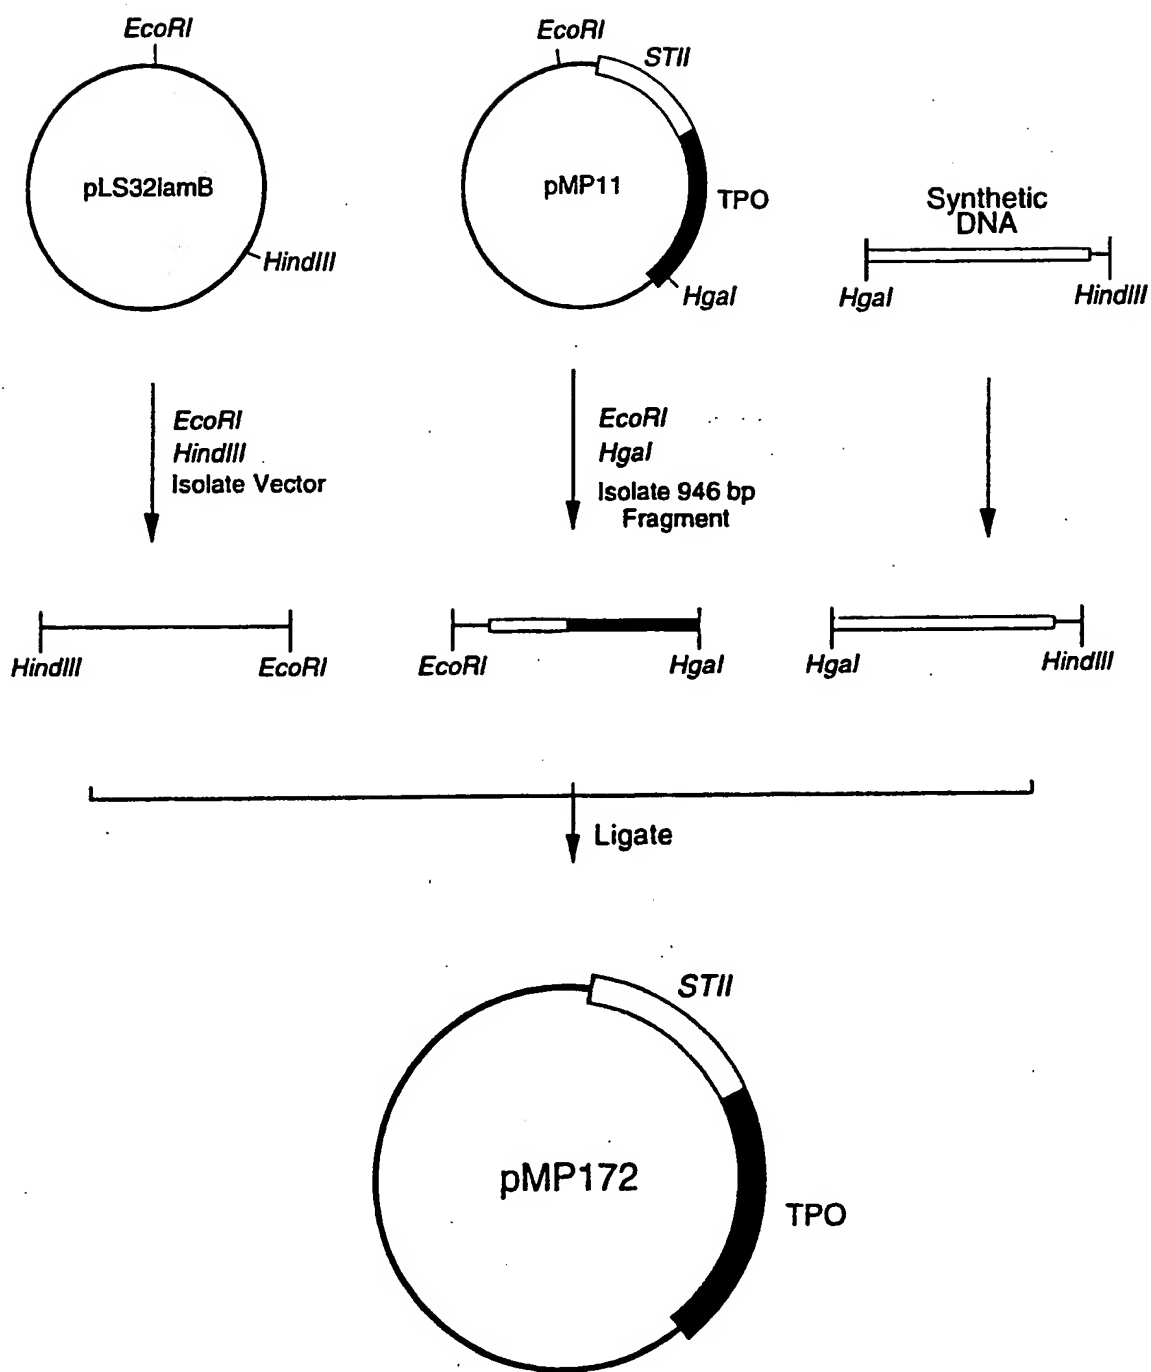 EcoRI
pLS32lamB
HindIII
EcoRI
STII
pMP11
TPO
HgaI
Synthetic
DNA
HgaI
HindIII
EcoRI
HindIII
Isolate Vector
EcoRI
HgaI
Isolate 946 bp
Fragment
HindIII
EcoRI
EcoRI
HgaI
HgaI
HindIII
Ligate
STII
pMP172
TPO